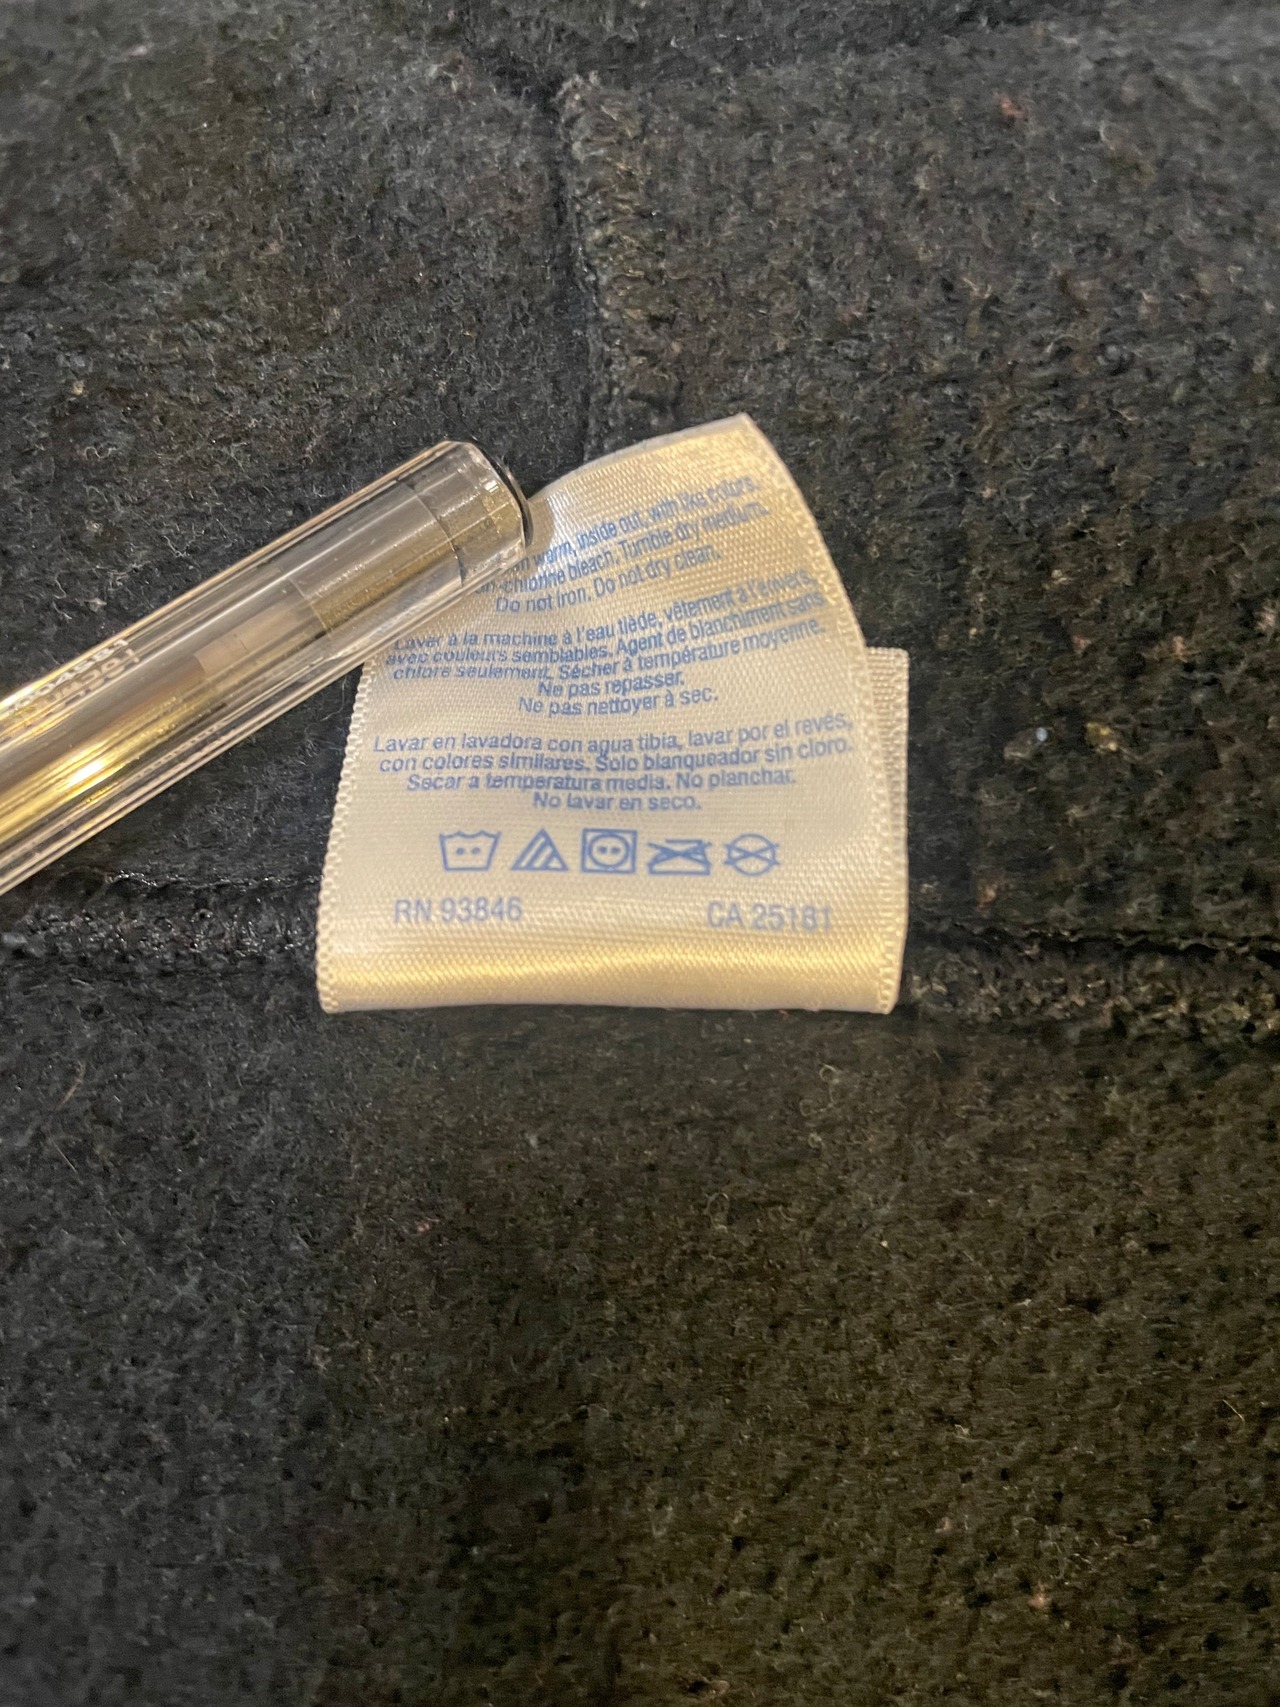 warm, inside out, with like colors.
-chlorine bleach. Tumble dry medium.
Do not iron. Do not dry clean.
Laver à la machine à l'eau tiède, vêtement à l'envers,
avec couleurs semblables. Agent de blanchiment sans
chlore seulement. Sécher à température moyenne.
Ne pas repasser.
Ne pas nettoyer à sec.
Lavar en lavadora con agua tibia, lavar por el revés,
con colores similares. Solo blanqueador sin cloro.
Secar a temperatura media. No planchar.
No lavar en seco.
RN 93846 CA 25181